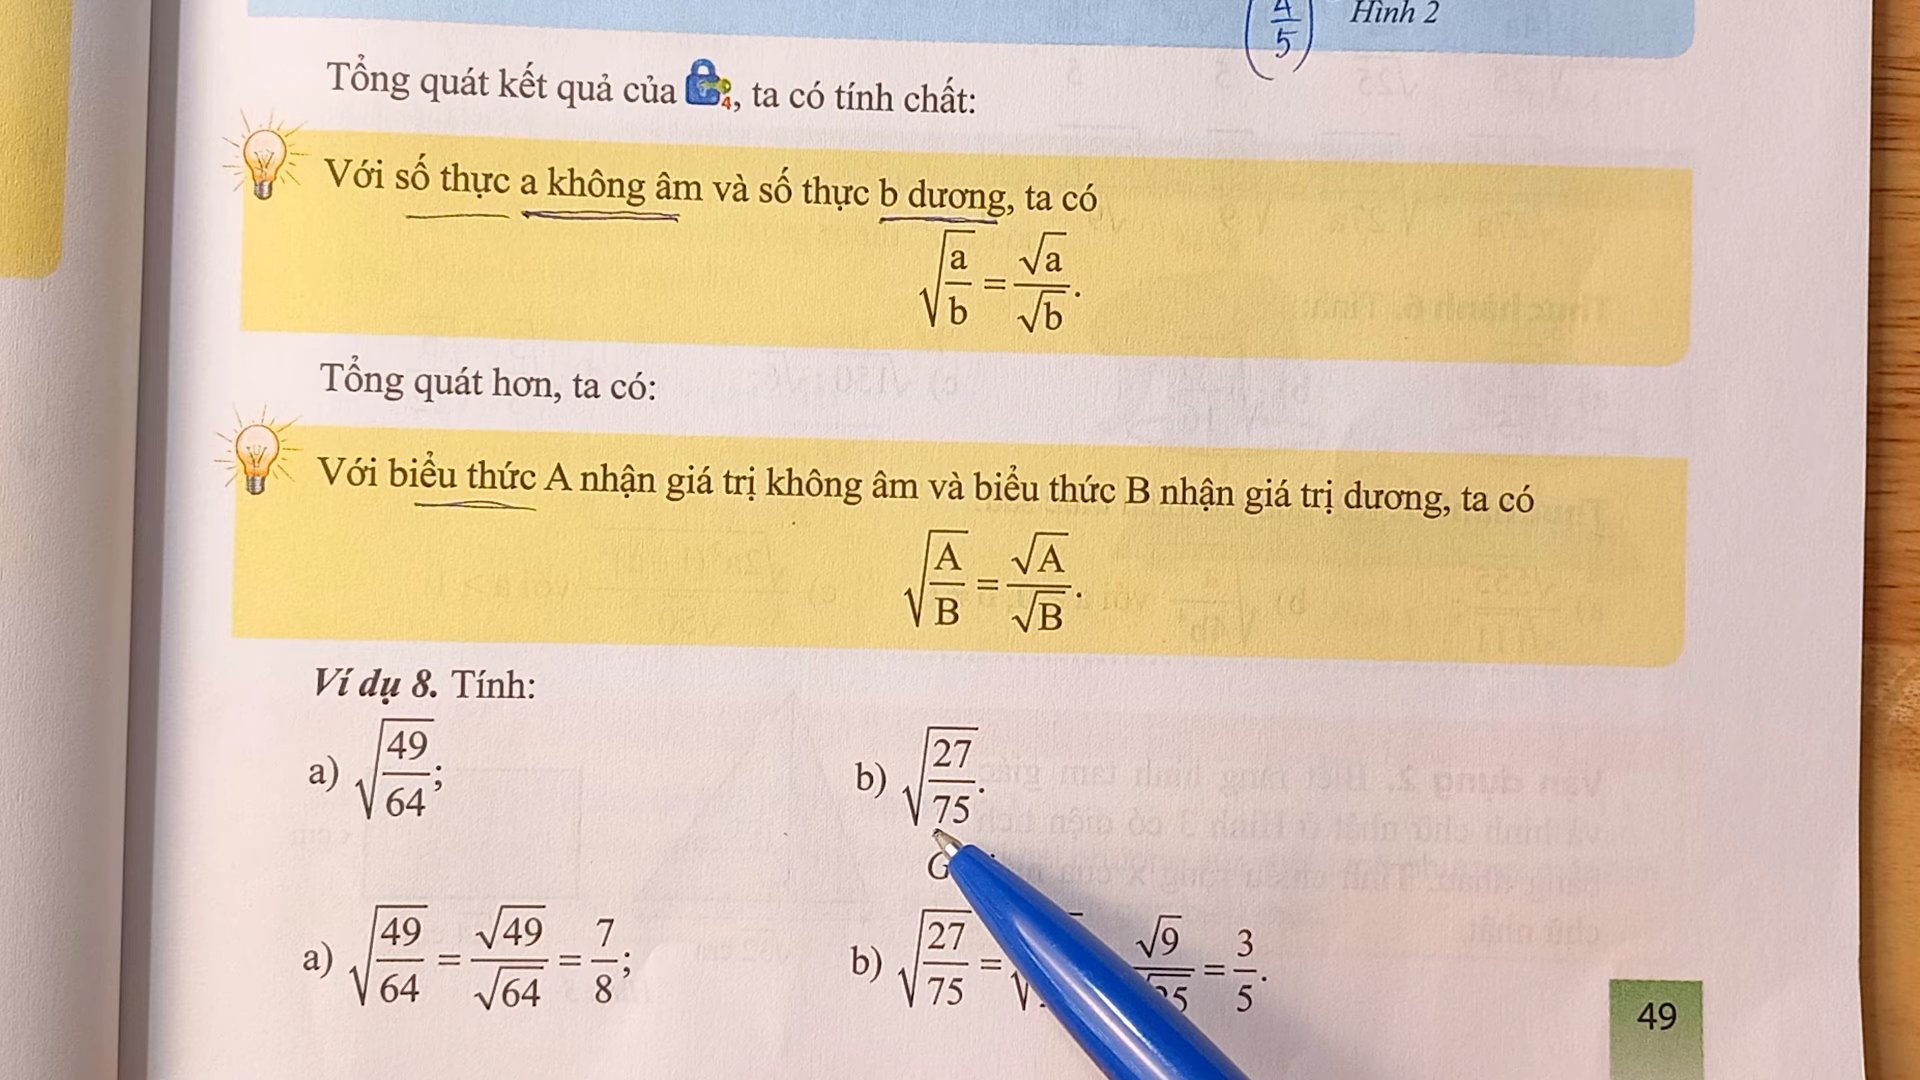 (4/5) Hình 2
Tổng quát kết quả của 4, ta có tính chất:
Với số thực a không âm và số thực b dương, ta có
√(a/b) = √a/√b.
Tổng quát hơn, ta có:
Với biểu thức A nhận giá trị không âm và biểu thức B nhận giá trị dương, ta có
√(A/B) = √A/√B.
Ví dụ 8. Tính:
a) √(49/64); b) √(27/75).
a) √(49/64) = √49/√64 = 7/8; b) √(27/75) = √9 = 3/5.
49